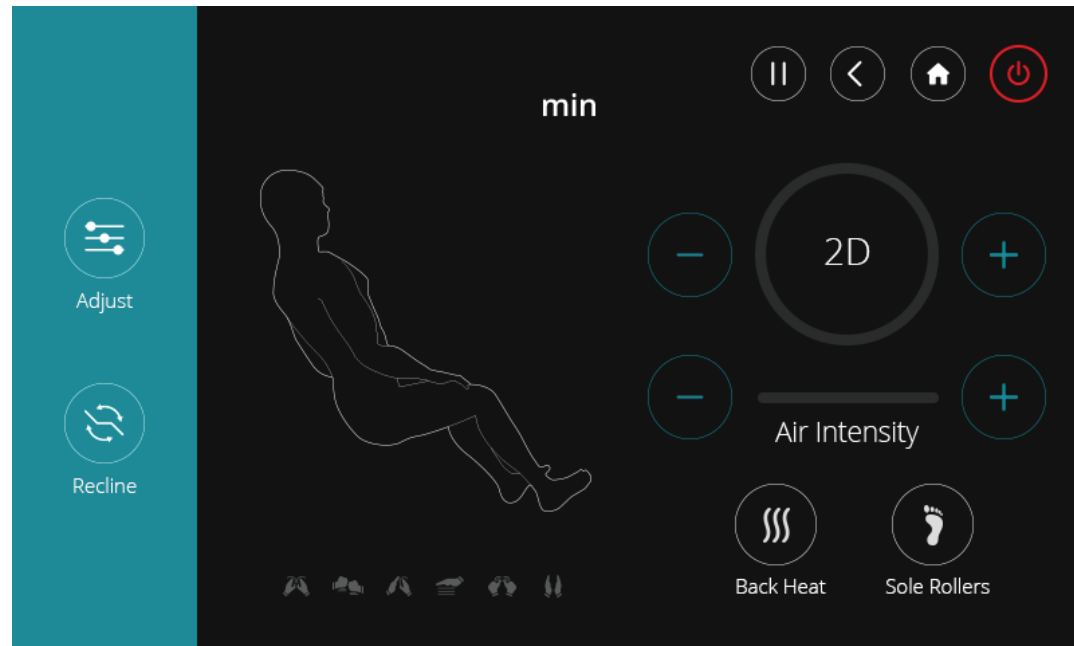 min
2D
Adjust
Air Intensity
Recline
Back Heat
Sole Rollers